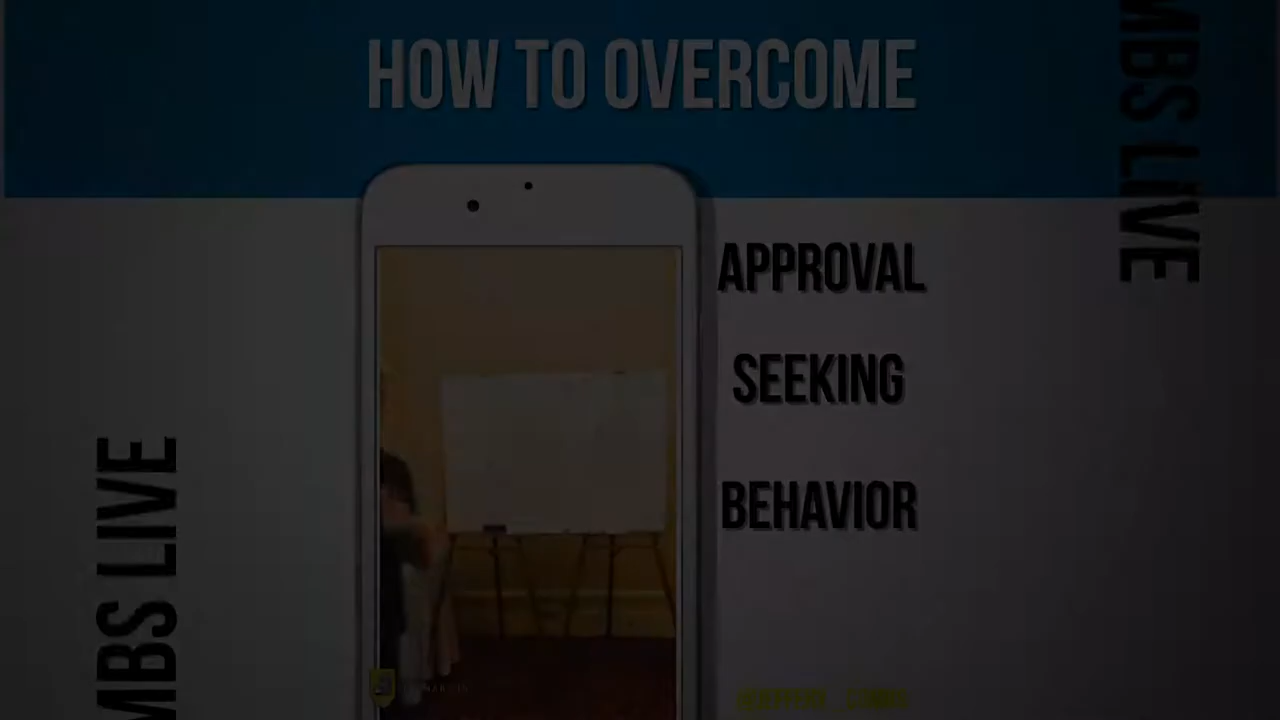 HOW TO OVERCOME
MBS LIVE
APPROVAL
SEEKING
BEHAVIOR
MBS LIVE